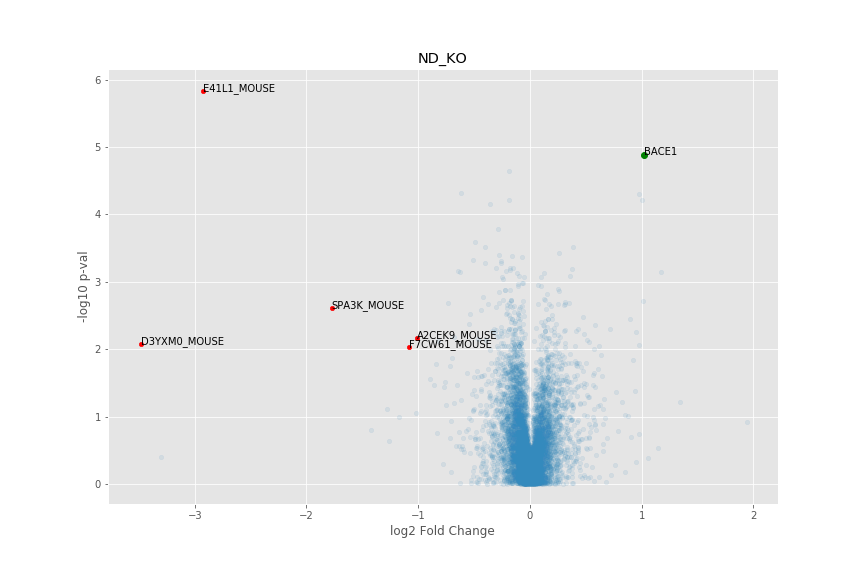 ND_KO
6
5
4
3
2
1
0
-log10 p-val
E41L1_MOUSE
BACE1
SPA3K_MOUSE
A2CEK9_MOUSE
D3YXM0_MOUSE
F7CW61_MOUSE
−3
−2
−1
0
1
2
log2 Fold Change